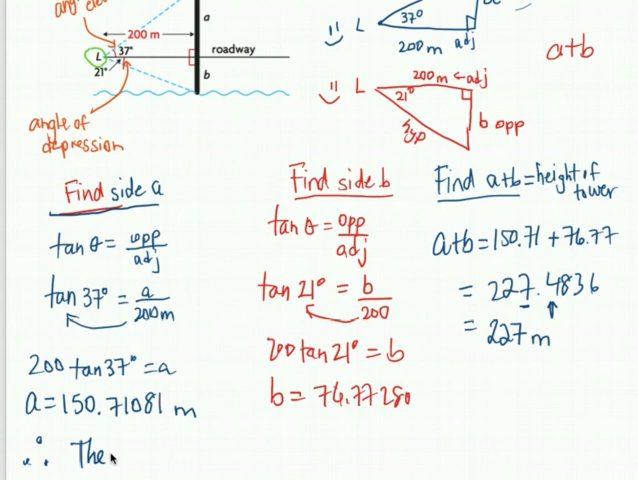 ang ele
a
200 m
L 37° roadway
21° b
angle of
depression
L 37°
200 m adj
a+b
200 m ←adj
L 21°
hyp b opp
Find side a
tan θ = opp/adj
tan 37° = a/200m
200 tan 37° = a
a = 150.71081 m
∴ The
Find side b
tan θ = opp/adj
tan 21° = b/200
200 tan 21° = b
b = 76.77280
Find a+b = height of
tower
a+b = 150.71 + 76.77
= 227.4836
= 227 m